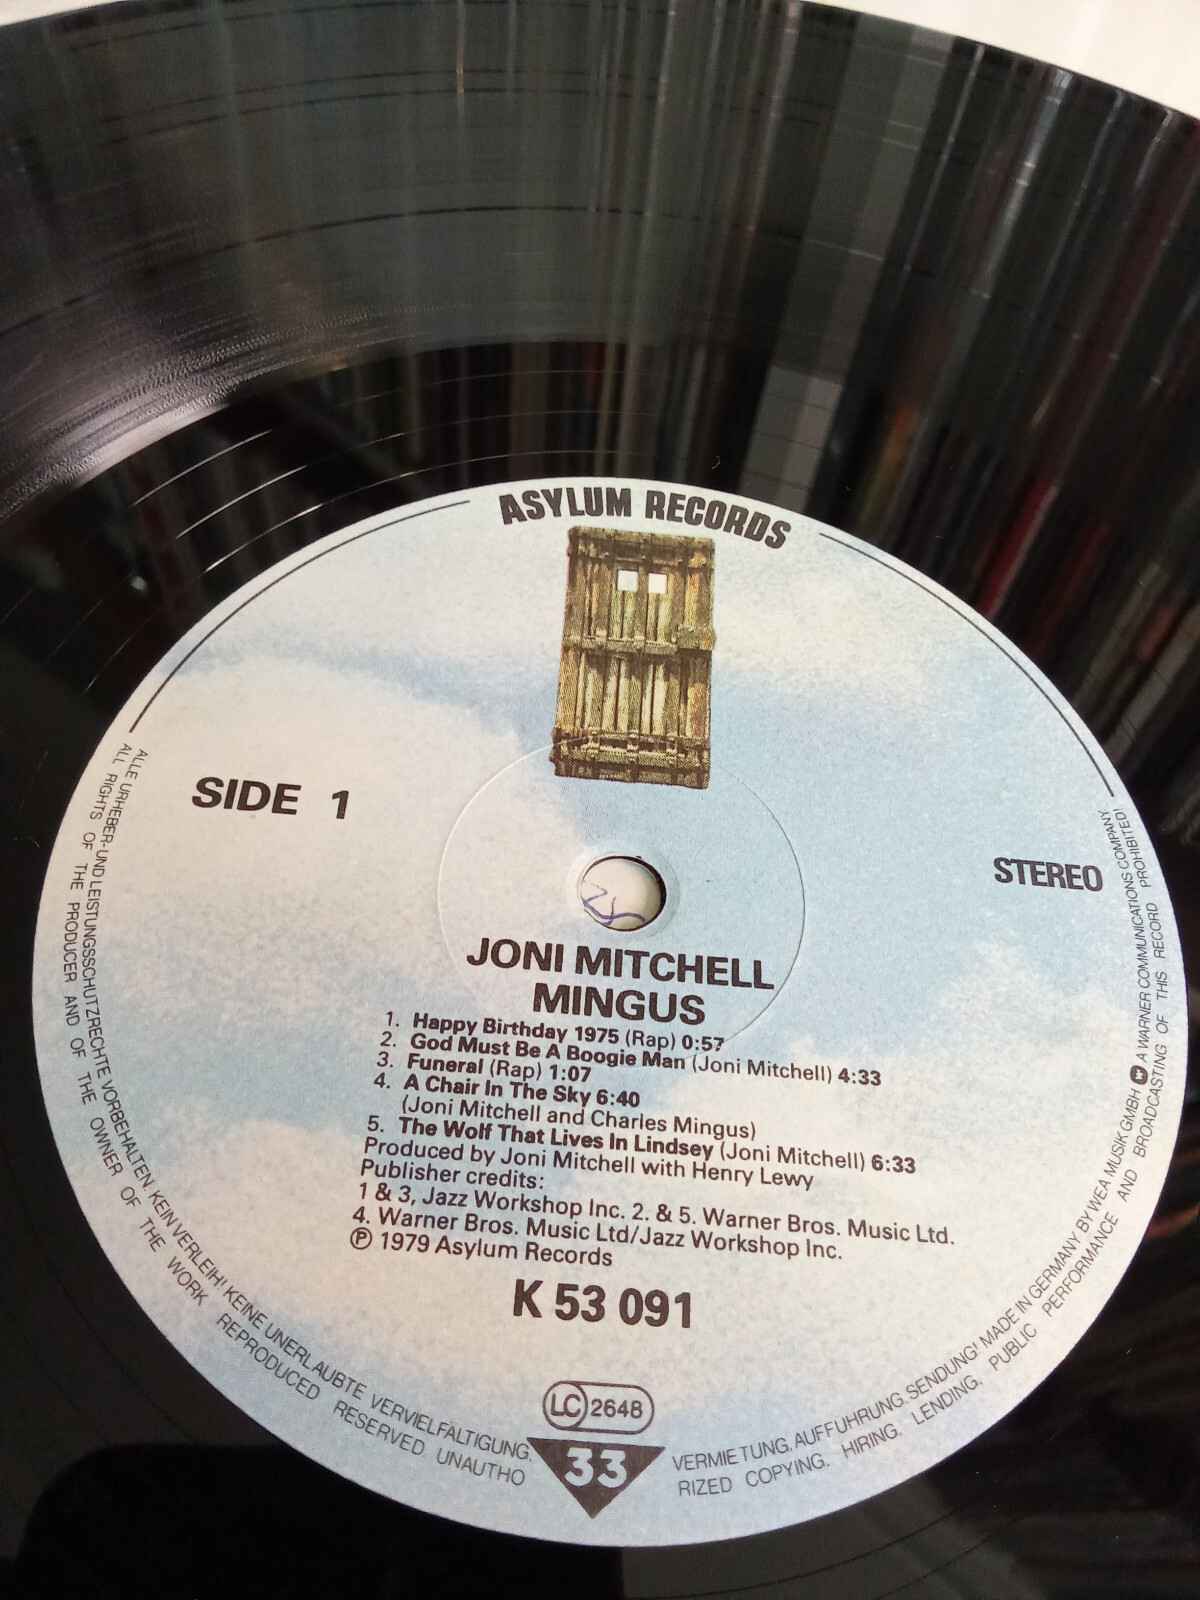 ASYLUM RECORDS
SIDE 1
STEREO
JONI MITCHELL
MINGUS
1. Happy Birthday 1975 (Rap) 0:57
2. God Must Be A Boogie Man (Joni Mitchell) 4:33
3. Funeral (Rap) 1:07
4. A Chair In The Sky 6:40
(Joni Mitchell and Charles Mingus)
5. The Wolf That Lives In Lindsey (Joni Mitchell) 6:33
Produced by Joni Mitchell with Henry Lewy
Publisher credits:
1 & 3, Jazz Workshop Inc. 2. & 5. Warner Bros. Music Ltd.
4. Warner Bros. Music Ltd/Jazz Workshop Inc.
℗ 1979 Asylum Records
K 53 091
LC 2648
33
ALLE URHEBER- UND LEISTUNGSSCHUTZRECHTE VORBEHALTEN KEIN VERLEIH! KEINE UNERLAUBTE VERVIELFÄLTIGUNG, VERMIETUNG, AUFFÜHRUNG, SENDUNG! MADE IN GERMANY BY WEA MUSIK GMBH W A WARNER COMMUNICATIONS COMPANY
ALL RIGHTS OF THE PRODUCER AND OF THE OWNER OF THE WORK REPRODUCED RESERVED. UNAUTHORIZED COPYING, HIRING, LENDING, PUBLIC PERFORMANCE AND BROADCASTING OF THIS RECORD PROHIBITED!